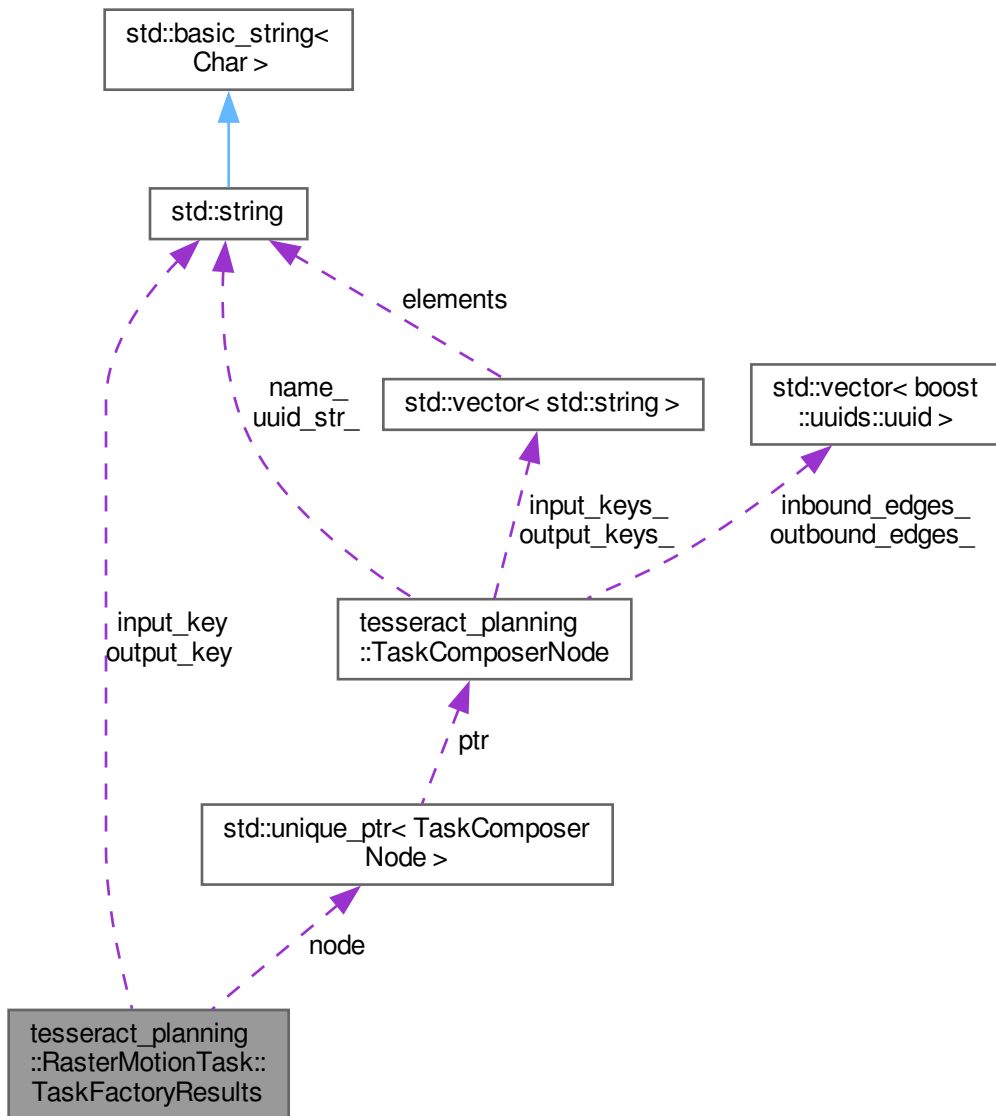 std::basic_string<
Char >
std::string
elements
name_
uuid_str_
std::vector< std::string >
std::vector< boost
::uuids::uuid >
input_keys_
output_keys_
inbound_edges_
outbound_edges_
input_key
output_key
tesseract_planning
::TaskComposerNode
ptr
std::unique_ptr< TaskComposer
Node >
node
tesseract_planning
::RasterMotionTask::
TaskFactoryResults